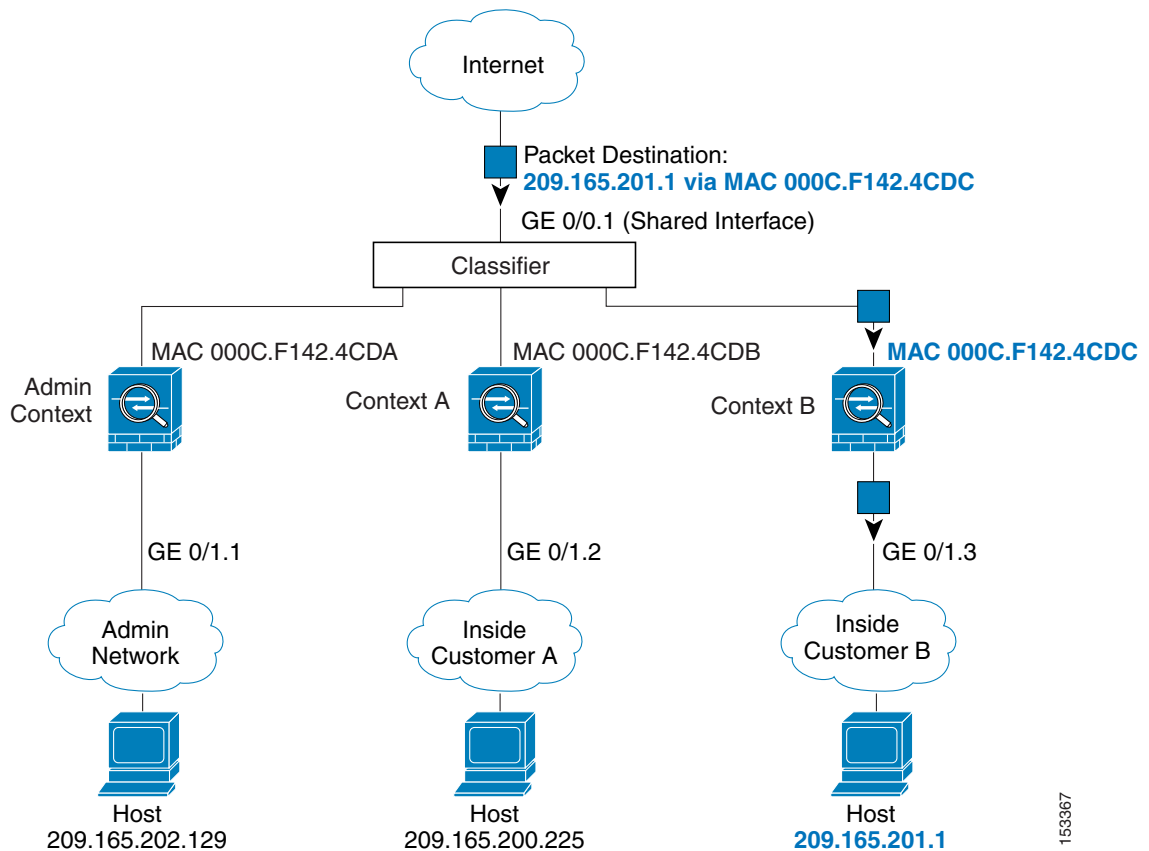 Internet
Packet Destination:
209.165.201.1 via MAC 000C.F142.4CDC
GE 0/0.1 (Shared Interface)
Classifier
MAC 000C.F142.4CDA
MAC 000C.F142.4CDB
MAC 000C.F142.4CDC
Admin
Context
Context A
Context B
GE 0/1.1
GE 0/1.2
GE 0/1.3
Admin
Network
Inside
Customer A
Inside
Customer B
Host
209.165.202.129
Host
209.165.200.225
Host
209.165.201.1
153367